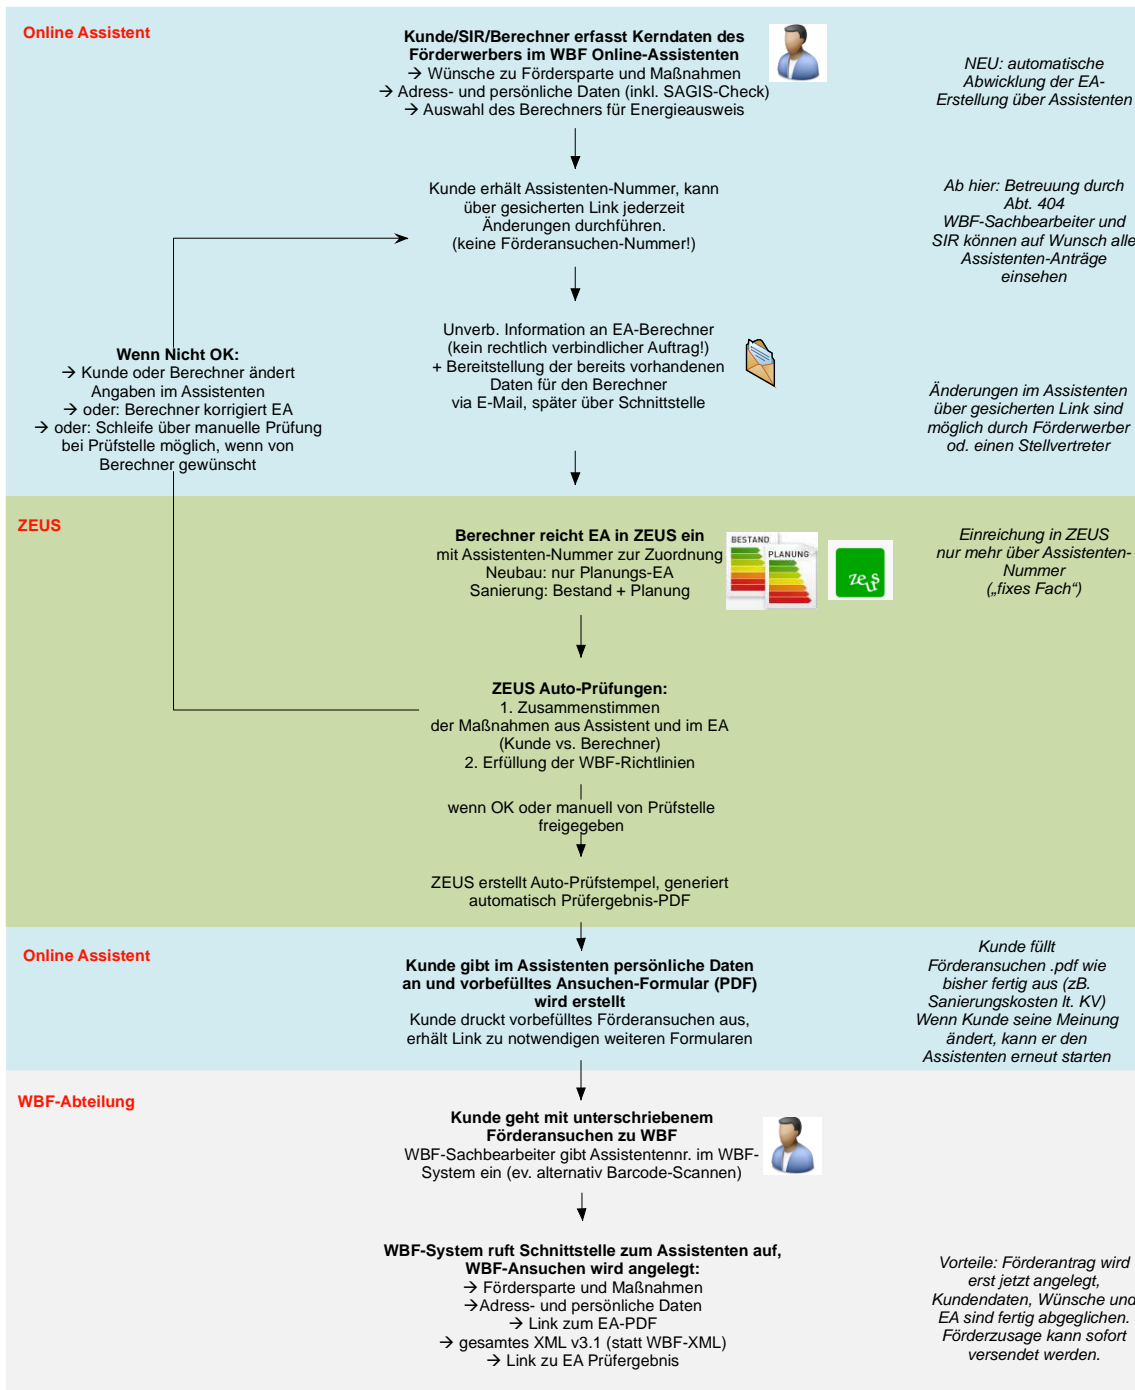 Online Assistent
Kunde/SIR/Berechner erfasst Kerndaten des
Förderwerbers im WBF Online-Assistenten
→ Wünsche zu Fördersparte und Maßnahmen
→ Adress- und persönliche Daten (inkl. SAGIS-Check)
→ Auswahl des Berechners für Energieausweis
NEU: automatische
Abwicklung der EA-
Erstellung über Assistenten
Kunde erhält Assistenten-Nummer, kann
über gesicherten Link jederzeit
Änderungen durchführen.
(keine Förderansuchen-Nummer!)
Ab hier: Betreuung durch
Abt. 404
WBF-Sachbearbeiter und
SIR können auf Wunsch alle
Assistenten-Anträge
einsehen
Unverb. Information an EA-Berechner
(kein rechtlich verbindlicher Auftrag!)
+ Bereitstellung der bereits vorhandenen
Daten für den Berechner
via E-Mail, später über Schnittstelle
Wenn Nicht OK:
→ Kunde oder Berechner ändert
Angaben im Assistenten
→ oder: Berechner korrigiert EA
→ oder: Schleife über manuelle Prüfung
bei Prüfstelle möglich, wenn von
Berechner gewünscht
Änderungen im Assistenten
über gesicherten Link sind
möglich durch Förderwerber
od. einen Stellvertreter
ZEUS
Berechner reicht EA in ZEUS ein
mit Assistenten-Nummer zur Zuordnung
Neubau: nur Planungs-EA
Sanierung: Bestand + Planung
BESTAND
PLANUNG
zeus
Einreichung in ZEUS
nur mehr über Assistenten-
Nummer
(„fixes Fach“)
ZEUS Auto-Prüfungen:
1. Zusammenstimmen
der Maßnahmen aus Assistent und im EA
(Kunde vs. Berechner)
2. Erfüllung der WBF-Richtlinien
wenn OK oder manuell von Prüfstelle
freigegeben
ZEUS erstellt Auto-Prüfstempel, generiert
automatisch Prüfergebnis-PDF
Online Assistent
Kunde gibt im Assistenten persönliche Daten
an und vorbefülltes Ansuchen-Formular (PDF)
wird erstellt
Kunde druckt vorbefülltes Förderansuchen aus,
erhält Link zu notwendigen weiteren Formularen
Kunde füllt
Förderansuchen .pdf wie
bisher fertig aus (zB.
Sanierungskosten lt. KV)
Wenn Kunde seine Meinung
ändert, kann er den
Assistenten erneut starten
WBF-Abteilung
Kunde geht mit unterschriebenem
Förderansuchen zu WBF
WBF-Sachbearbeiter gibt Assistentennr. im WBF-
System ein (ev. alternativ Barcode-Scannen)
WBF-System ruft Schnittstelle zum Assistenten auf,
WBF-Ansuchen wird angelegt:
→ Fördersparte und Maßnahmen
→Adress- und persönliche Daten
→ Link zum EA-PDF
→ gesamtes XML v3.1 (statt WBF-XML)
→ Link zu EA Prüfergebnis
Vorteile: Förderantrag wird
erst jetzt angelegt,
Kundendaten, Wünsche und
EA sind fertig abgeglichen.
Förderzusage kann sofort
versendet werden.